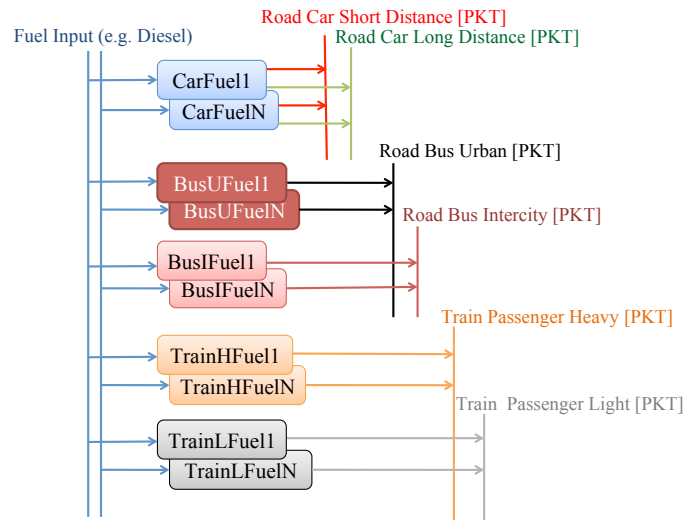 Road Car Short Distance [PKT]
Fuel Input (e.g. Diesel)
Road Car Long Distance [PKT]
CarFuel1
CarFuelN
Road Bus Urban [PKT]
BusUFuel1
BusUFuelN
Road Bus Intercity [PKT]
BusIFuel1
BusIFuelN
Train Passenger Heavy [PKT]
TrainHFuel1
TrainHFuelN
Train Passenger Light [PKT]
TrainLFuel1
TrainLFuelN